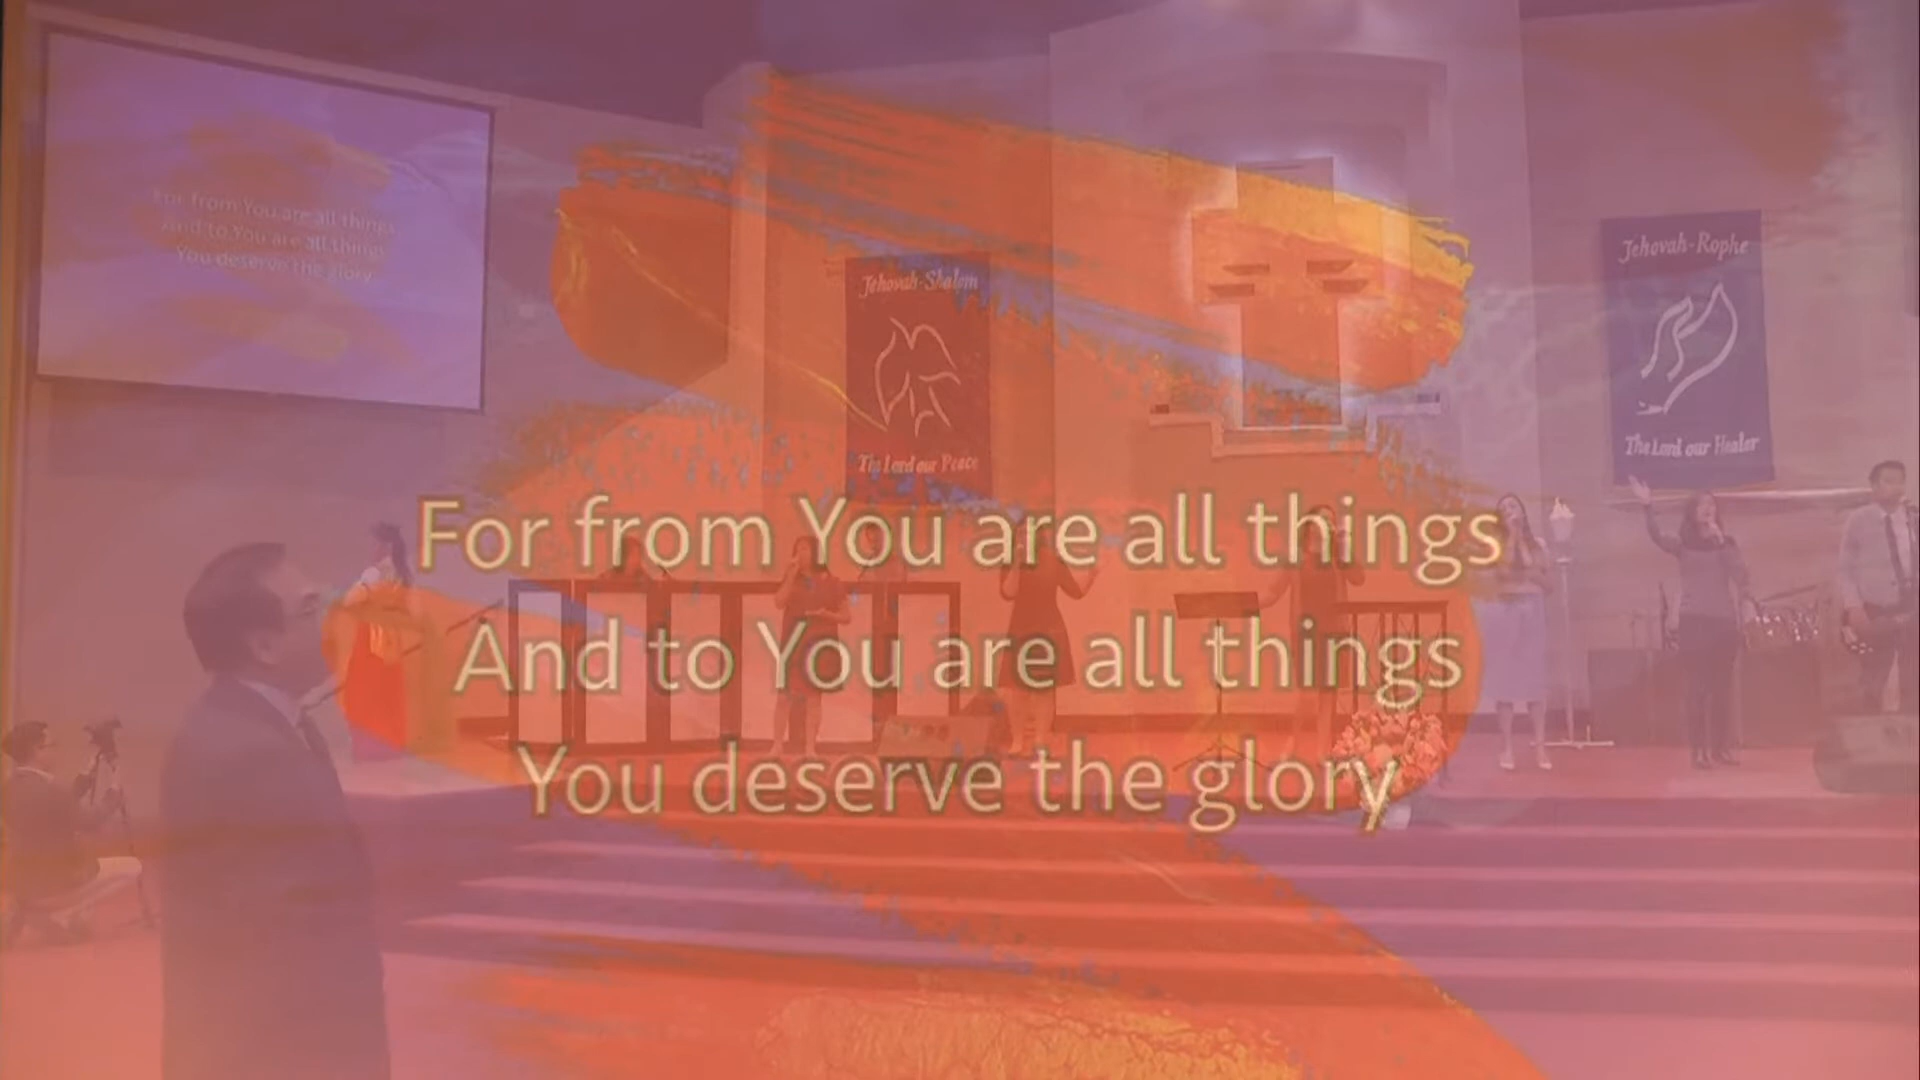 For from You are all things
And to You are all things
You deserve the glory
Jehovah-Shalom
The Lord our Peace
Jehovah-Rophe
The Lord our Healer
For from You are all things
And to You are all things
You deserve the glory